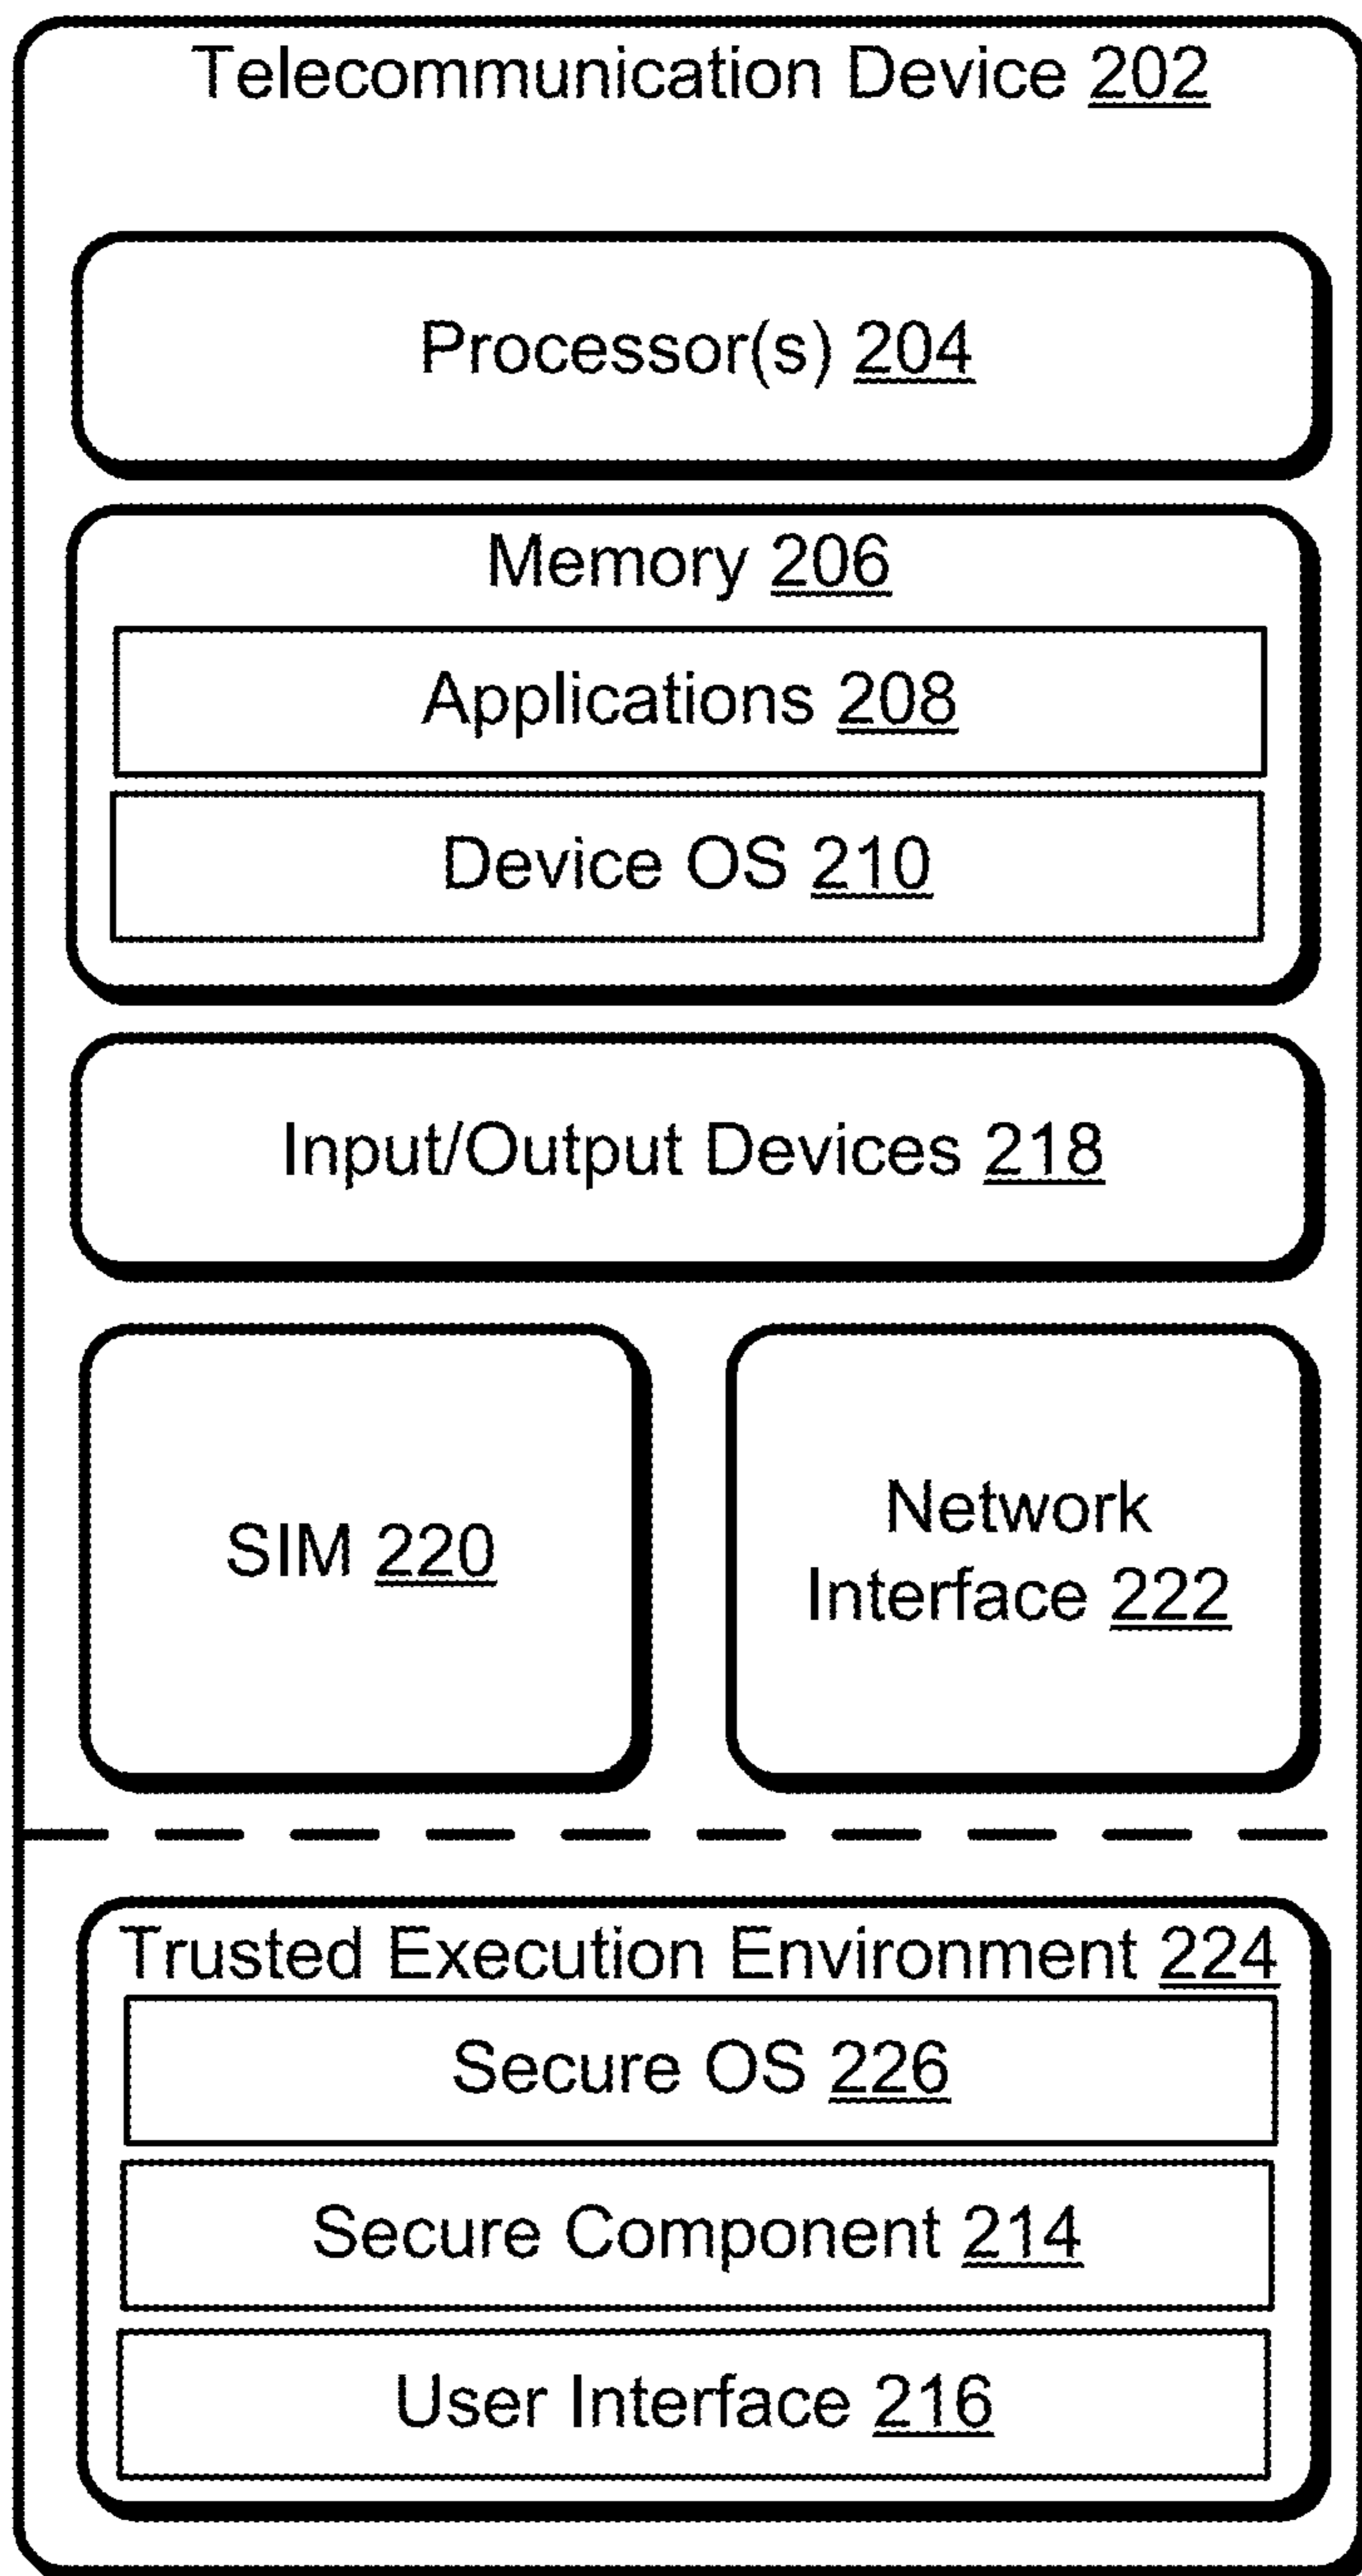 Telecommunication Device 202
Processor(s) 204
Memory 206
Applications 208
Device OS 210
Input/Output Devices 218
SIM 220
Network
Interface 222
Trusted Execution Environment 224
Secure OS 226
Secure Component 214
User Interface 216